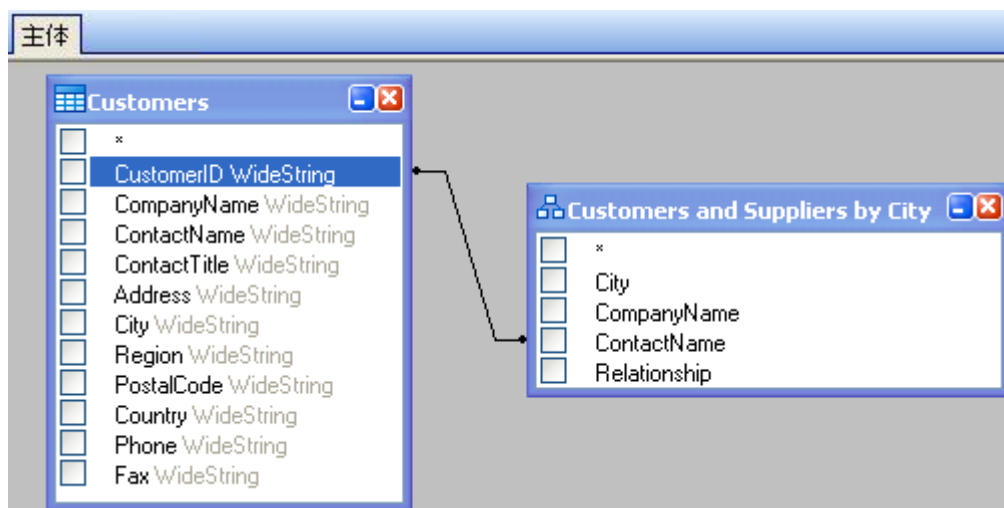 主体
Customers
*
CustomerID WideString
CompanyName WideString
ContactName WideString
ContactTitle WideString
Address WideString
City WideString
Region WideString
PostalCode WideString
Country WideString
Phone WideString
Fax WideString
Customers and Suppliers by City
*
City
CompanyName
ContactName
Relationship